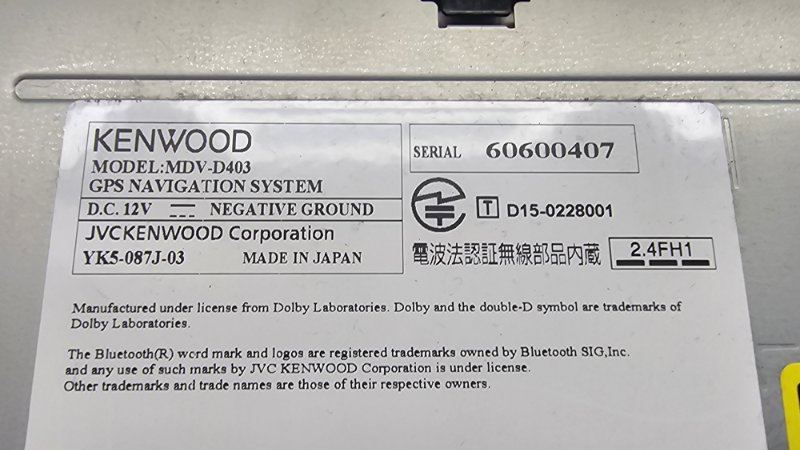 KENWOOD
MODEL:MDV-D403
GPS NAVIGATION SYSTEM
D.C. 12V NEGATIVE GROUND
JVCKENWOOD Corporation
YK5-087J-03 MADE IN JAPAN
SERIAL 60600407
T D15-0228001
電波法認証無線部品内蔵 2.4FH1
Manufactured under license from Dolby Laboratories. Dolby and the double-D symbol are trademarks of
Dolby Laboratories.
The Bluetooth(R) word mark and logos are registered trademarks owned by Bluetooth SIG,Inc.
and any use of such marks by JVC KENWOOD Corporation is under license.
Other trademarks and trade names are those of their respective owners.